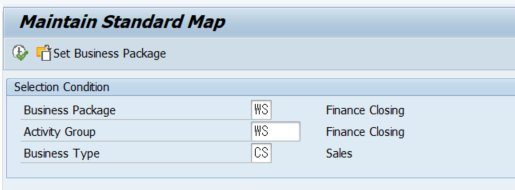 Maintain Standard Map
Set Business Package
Selection Condition
Business Package WS Finance Closing
Activity Group WS Finance Closing
Business Type CS Sales